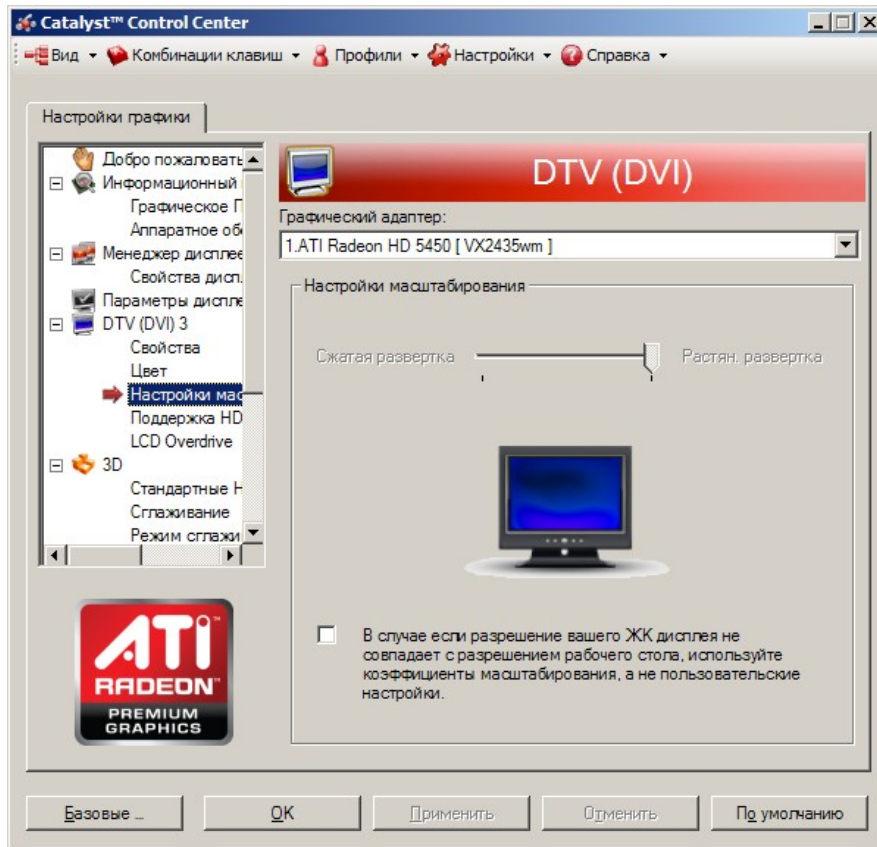 Catalyst™ Control Center
Вид Комбинации клавиш Профили Настройки Справка
Настройки графики
Добро пожаловать
Информационный
Графическое П
Аппаратное об
Менеджер дисплее
Свойства дисп.
Параметры диспле
DTV (DVI) 3
Свойства
Цвет
Настройки мас
Поддержка HD
LCD Overdrive
3D
Стандартные Н
Сглаживание
Режим сглажи
ATI
RADEON
PREMIUM
GRAPHICS
DTV (DVI)
Графический адаптер:
1.ATI Radeon HD 5450 [ VX2435wm ]
Настройки масштабирования
Сжатая развертка Растян. развертка
В случае если разрешение вашего ЖК дисплея не
совпадает с разрешением рабочего стола, используйте
коэффициенты масштабирования, а не пользовательские
настройки.
Базовые ... OK Применить Отменить По умолчанию